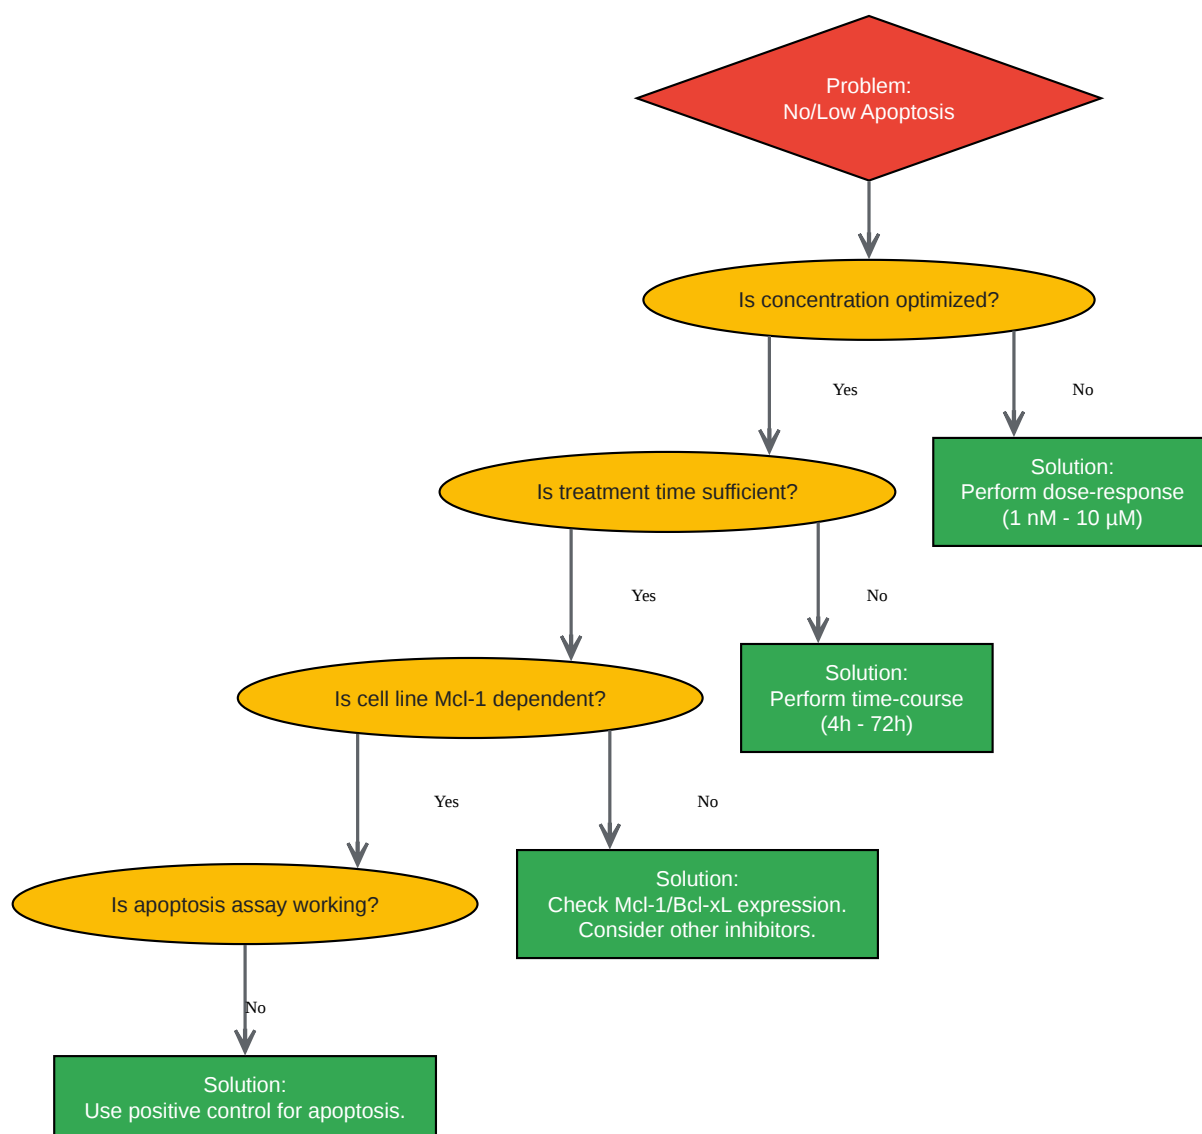 Problem:
No/Low Apoptosis
Is concentration optimized?
Yes
No
Solution:
Perform dose-response
(1 nM - 10 µM)
Is treatment time sufficient?
Yes
No
Solution:
Perform time-course
(4h - 72h)
Is cell line Mcl-1 dependent?
Yes
No
Solution:
Check Mcl-1/Bcl-xL expression.
Consider other inhibitors.
Is apoptosis assay working?
No
Solution:
Use positive control for apoptosis.